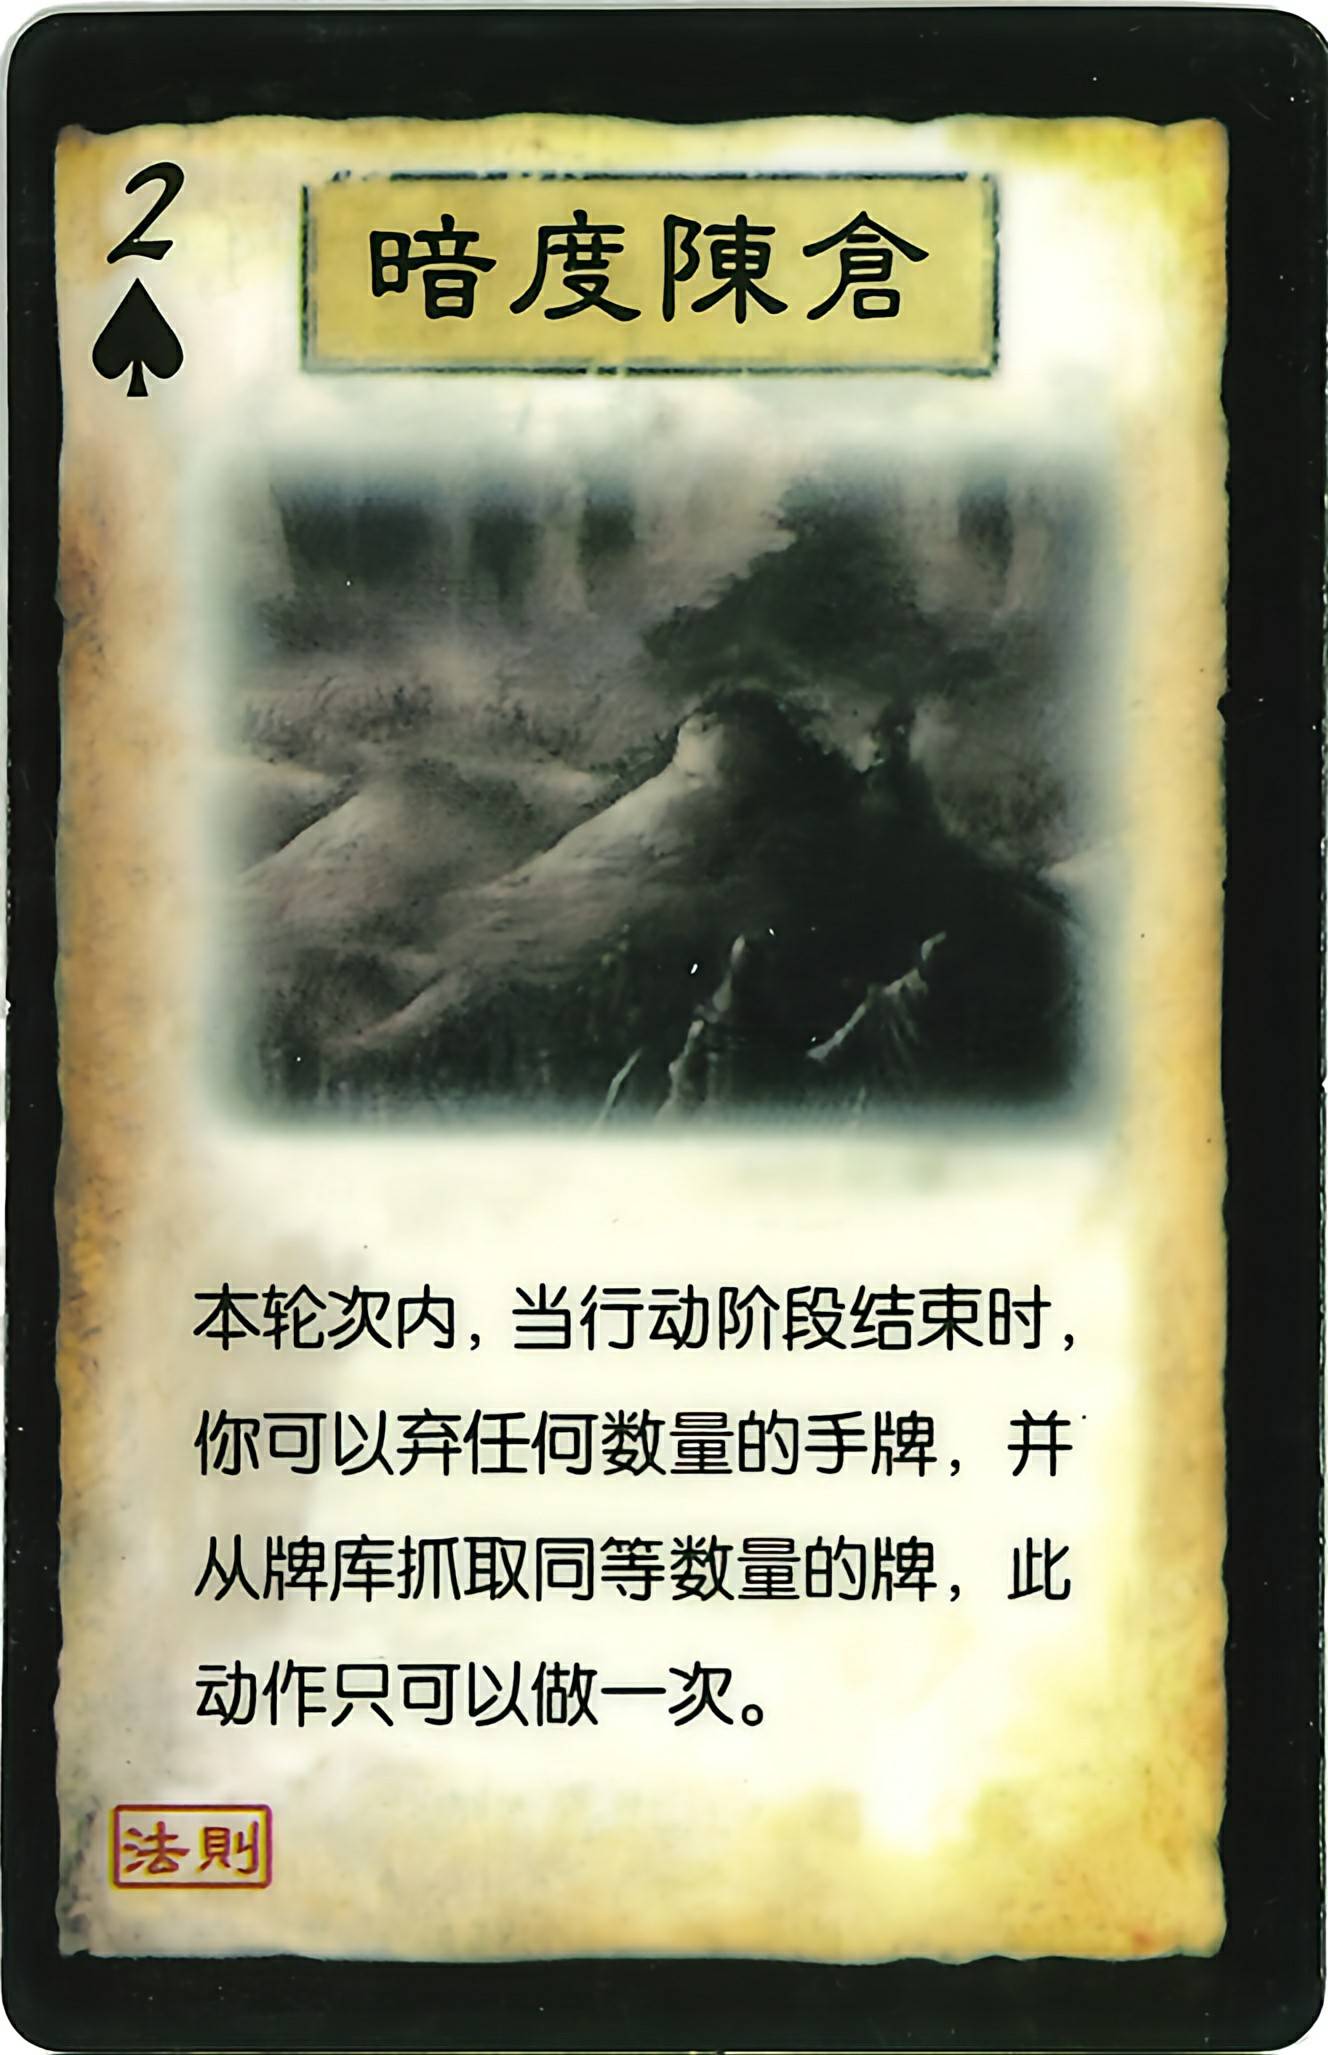 2
暗度陳倉
本轮次内，当行动阶段结束时，
你可以弃任何数量的手牌，并
从牌库抓取同等数量的牌，此
动作只可以做一次。
法則